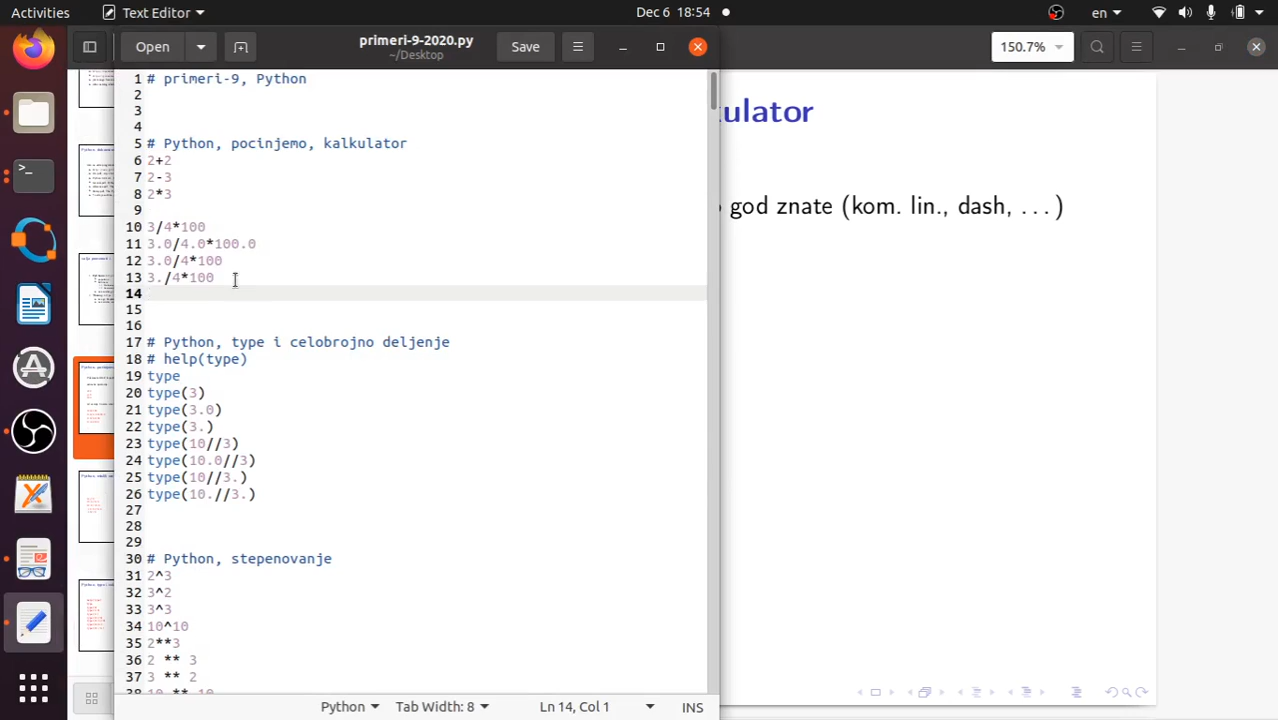 Activities
Text Editor
Dec 6 18:54
en
Open
primeri-9-2020.py
~/Desktop
Save
150.7%
1 # primeri-9, Python
2
3
4
5 # Python, pocinjemo, kalkulator
6 2+2
7 2-3
8 2*3
9
10 3/4*100
11 3.0/4.0*100.0
12 3.0/4*100
13 3./4*100
14
15
16
17 # Python, type i celobrojno deljenje
18 # help(type)
19 type
20 type(3)
21 type(3.0)
22 type(3.)
23 type(10//3)
24 type(10.0//3)
25 type(10//3.)
26 type(10.//3.)
27
28
29
30 # Python, stepenovanje
31 2^3
32 3^2
33 3^3
34 10^10
35 2**3
36 2 ** 3
37 3 ** 2
38 10 ** 10
Python
Tab Width: 8
Ln 14, Col 1
INS
kulator
god znate (kom. lin., dash, ...)